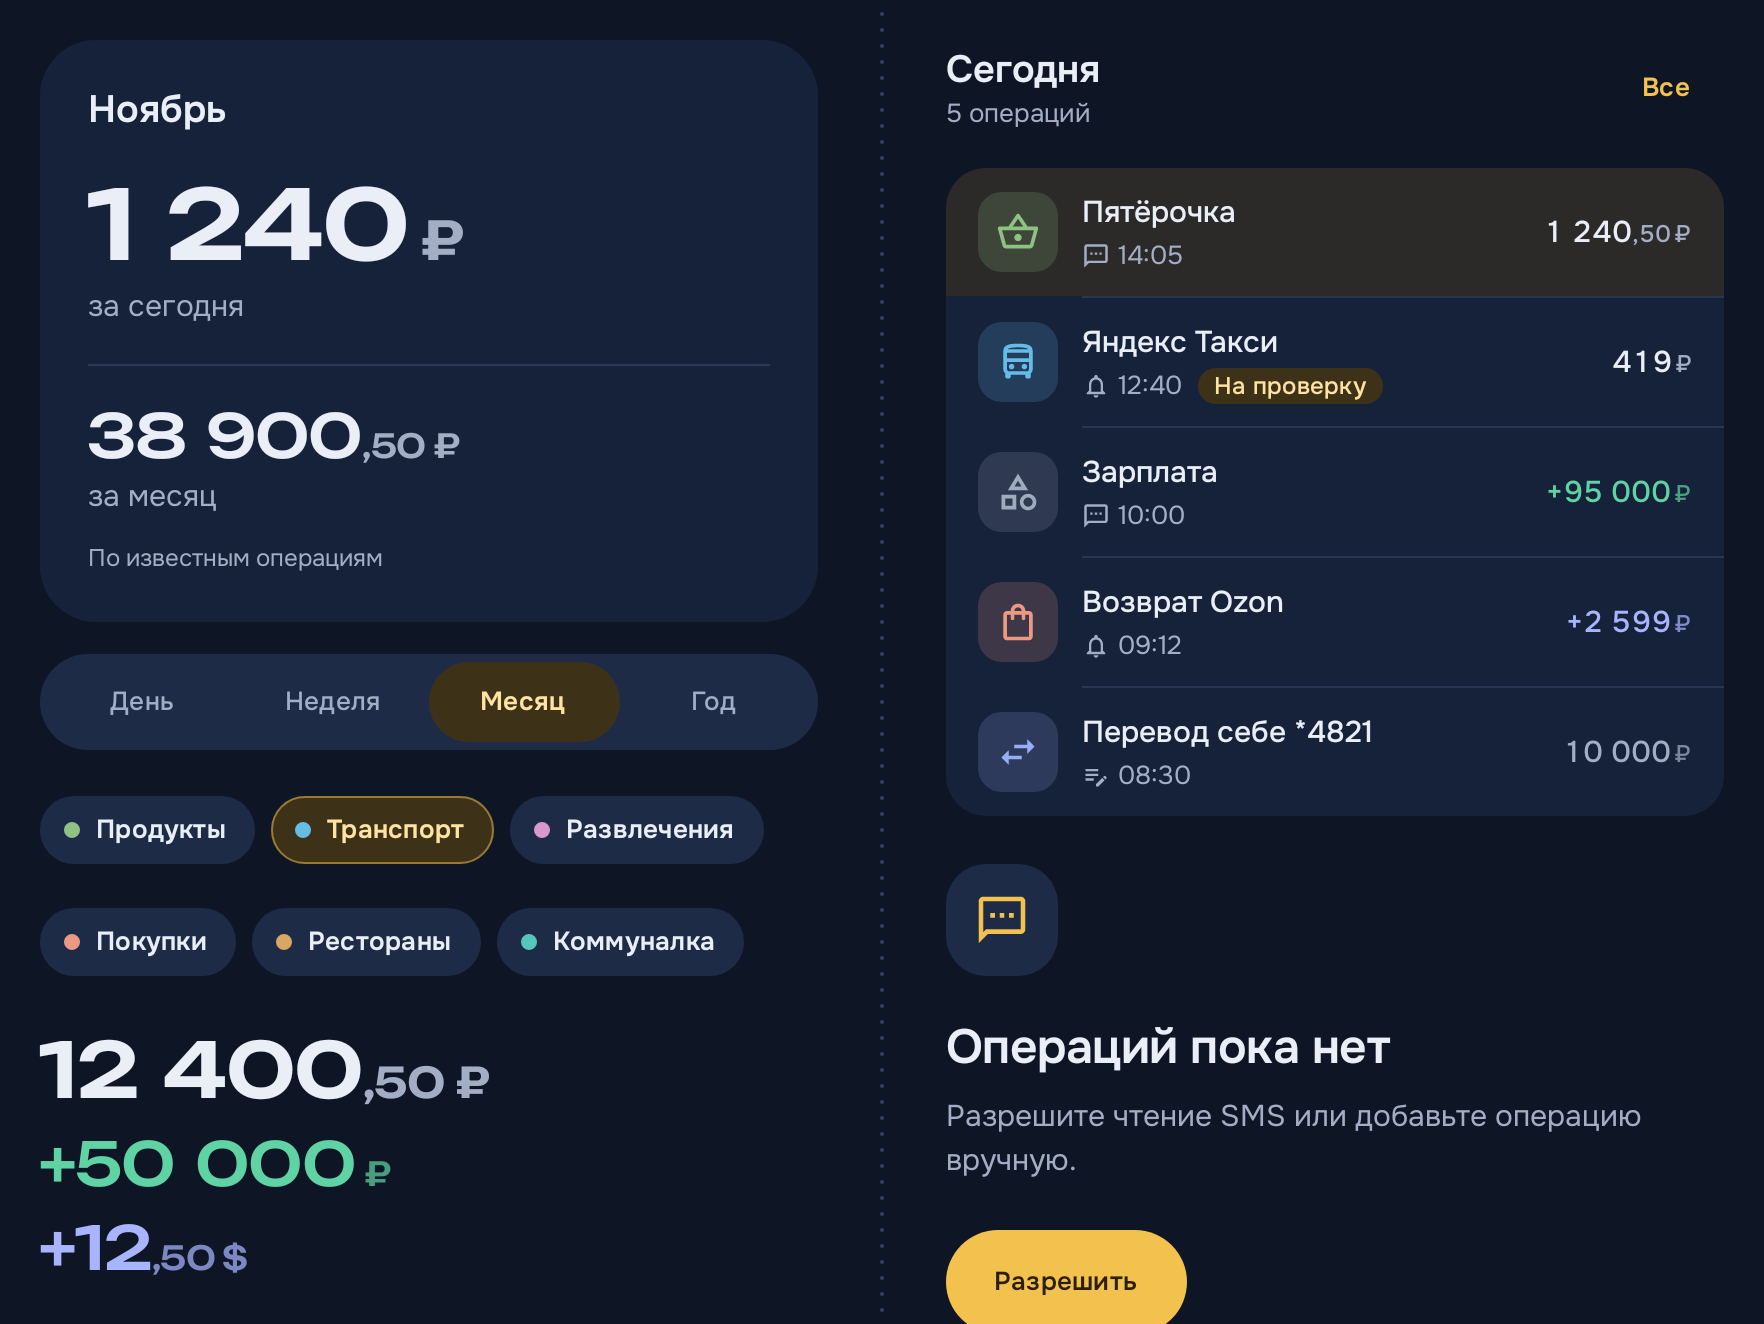 Ноябрь
1 240 ₽
за сегодня
38 900,50 ₽
за месяц
По известным операциям
День Неделя Месяц Год
Продукты Транспорт Развлечения
Покупки Рестораны Коммуналка
12 400,50 ₽
+50 000 ₽
+12,50 $
Сегодня
5 операций
Все
Пятёрочка
14:05
1 240,50 ₽
Яндекс Такси
12:40 На проверку
419 ₽
Зарплата
10:00
+95 000 ₽
Возврат Ozon
09:12
+2 599 ₽
Перевод себе *4821
08:30
10 000 ₽
Операций пока нет
Разрешите чтение SMS или добавьте операцию
вручную.
Разрешить